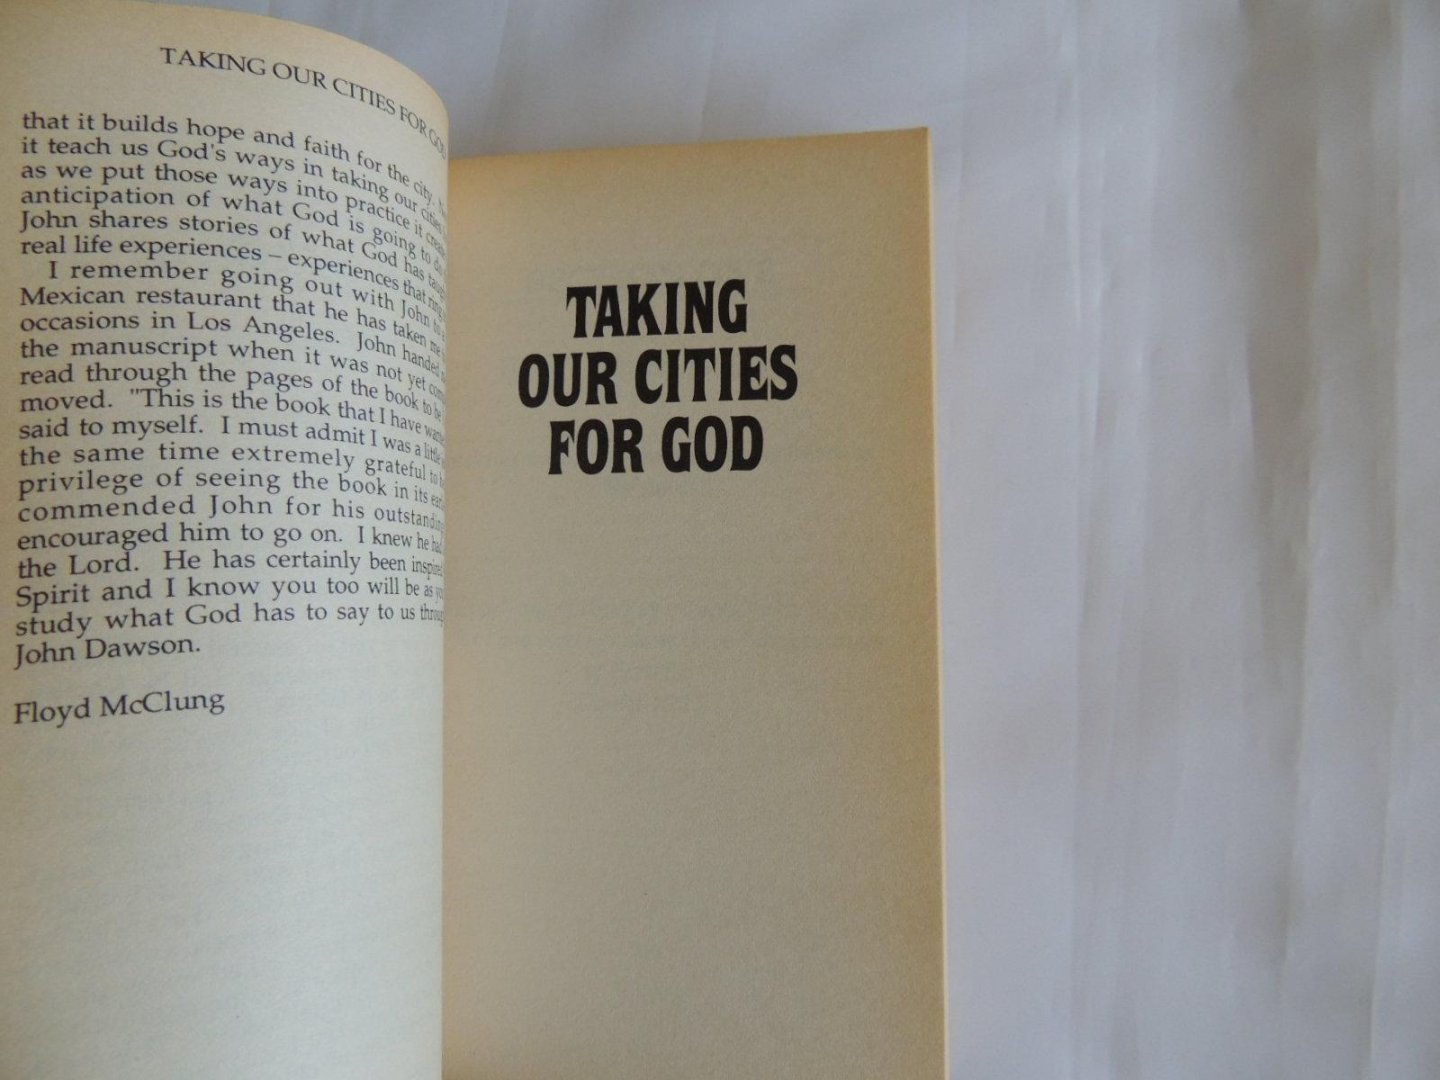 TAKING OUR CITIES FOR GOD
that it builds hope and faith for the city.
it teach us God's ways in taking our cities
as we put those ways into practice it
anticipation of what God is going to do
John shares stories of what God has
real life experiences – experiences that ring
I remember going out with John to a
Mexican restaurant that he has taken me
occasions in Los Angeles. John handed
the manuscript when it was not yet
read through the pages of the book to be
moved. "This is the book that I have
said to myself. I must admit I was a little
the same time extremely grateful to
privilege of seeing the book in its
commended John for his outstanding
encouraged him to go on. I knew he had
the Lord. He has certainly been inspired
Spirit and I know you too will be as
study what God has to say to us
John Dawson.
Floyd McClung
TAKING
OUR CITIES
FOR GOD